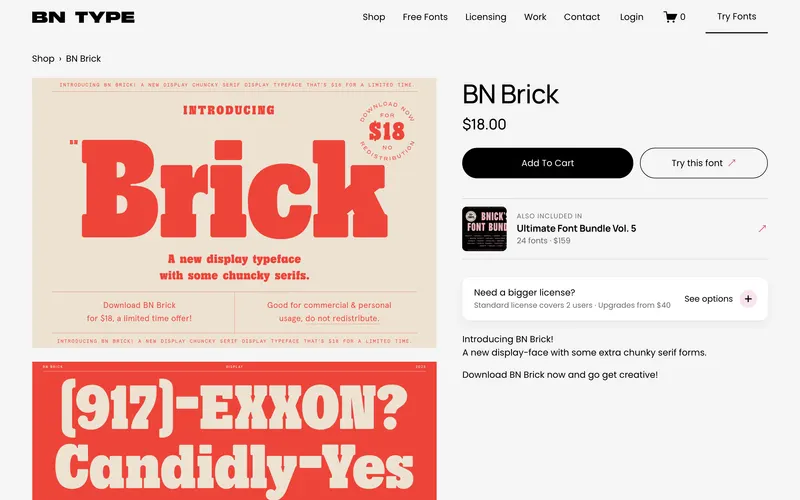 BN TYPE
Shop
Free Fonts
Licensing
Work
Contact
Login
0
Try Fonts
Shop › BN Brick
INTRODUCING BN BRICK! A NEW DISPLAY CHUNCKY SERIF DISPLAY TYPEFACE THAT'S $18 FOR A LIMITED TIME
INTRODUCING
DOWNLOAD NOW
FOR
$18
NO
REDISTRIBUTION
BN
Brick
A new display typeface
with some chuncky serifs.
Download BN Brick
for $18, a limited time offer!
Good for commercial & personal
usage, do not redistribute.
INTRODUCING BN BRICK! A NEW DISPLAY CHUNCKY SERIF DISPLAY TYPEFACE THAT'S $18 FOR A LIMITED TIME.
BN BRICK
DISPLAY
(917)-EXXON?
Candidly-Yes
BN Brick
$18.00
Add To Cart
Try this font
BNICK'S
FONT BUND
ALSO INCLUDED IN
Ultimate Font Bundle Vol. 5
24 fonts · $159
Need a bigger license?
Standard license covers 2 users · Upgrades from $40
See options
+
Introducing BN Brick!
A new display-face with some extra chunky serif forms.
Download BN Brick now and go get creative!